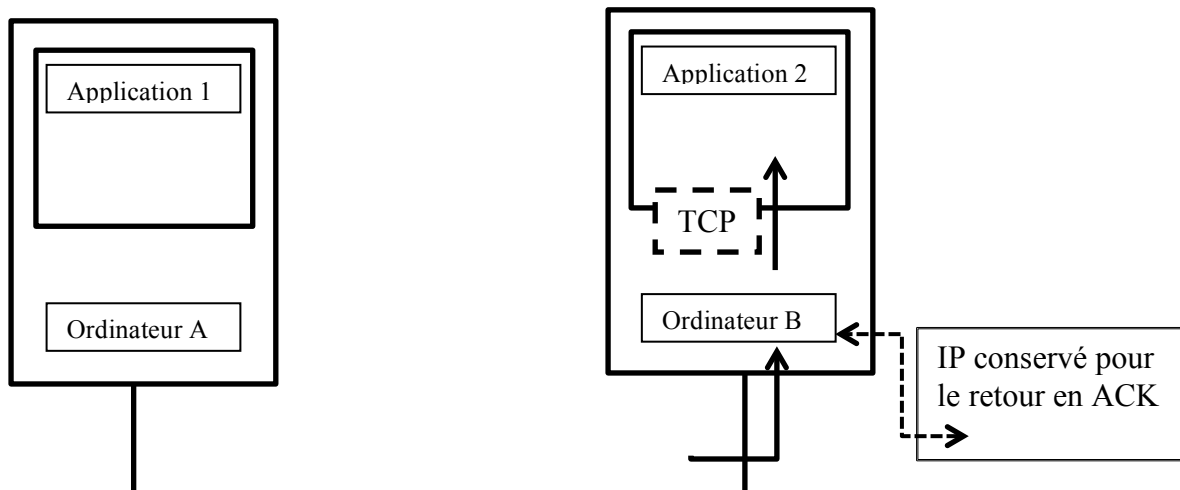 Application 1
Application 2
TCP
Ordinateur A
Ordinateur B
IP conservé pour
le retour en ACK